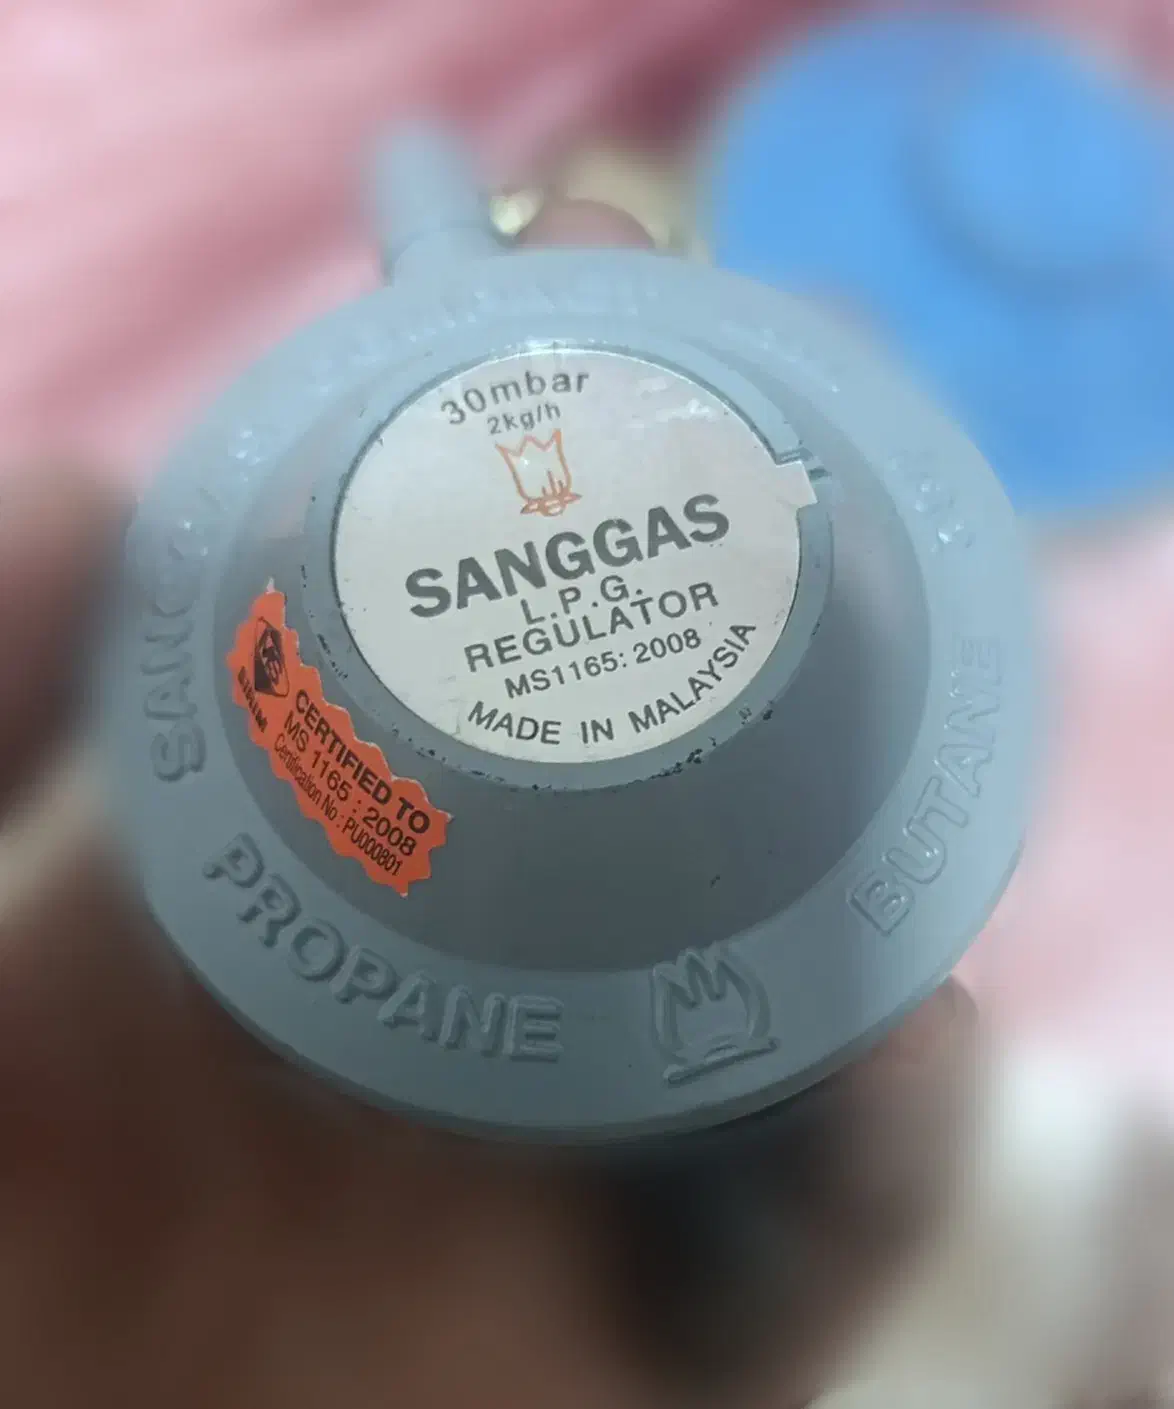 30mbar
2kg/h
SANGGAS
L.P.G.
REGULATOR
MS1165: 2008
MADE IN MALAYSIA
SIRIM
CERTIFIED TO
MS 1165 : 2008
Certification No : PU000801
PROPANE
BUTANE